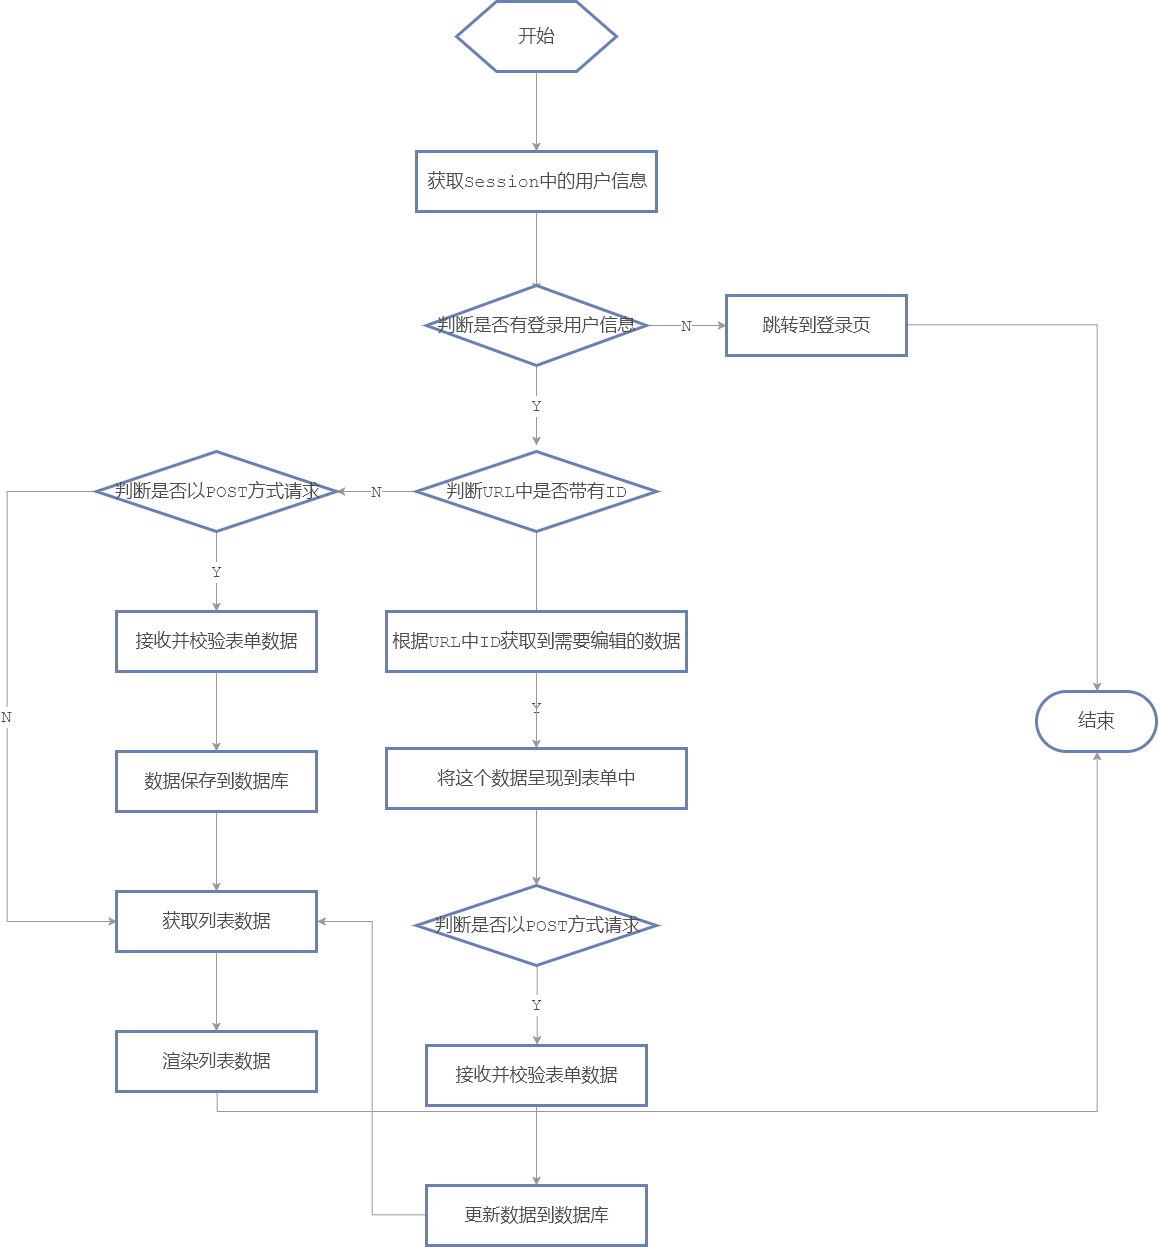 开始
获取Session中的用户信息
判断是否有登录用户信息
N
跳转到登录页
Y
判断是否以POST方式请求
N
判断URL中是否带有ID
Y
接收并校验表单数据
根据URL中ID获取到需要编辑的数据
N
Y
结束
数据保存到数据库
将这个数据呈现到表单中
获取列表数据
判断是否以POST方式请求
Y
渲染列表数据
接收并校验表单数据
更新数据到数据库